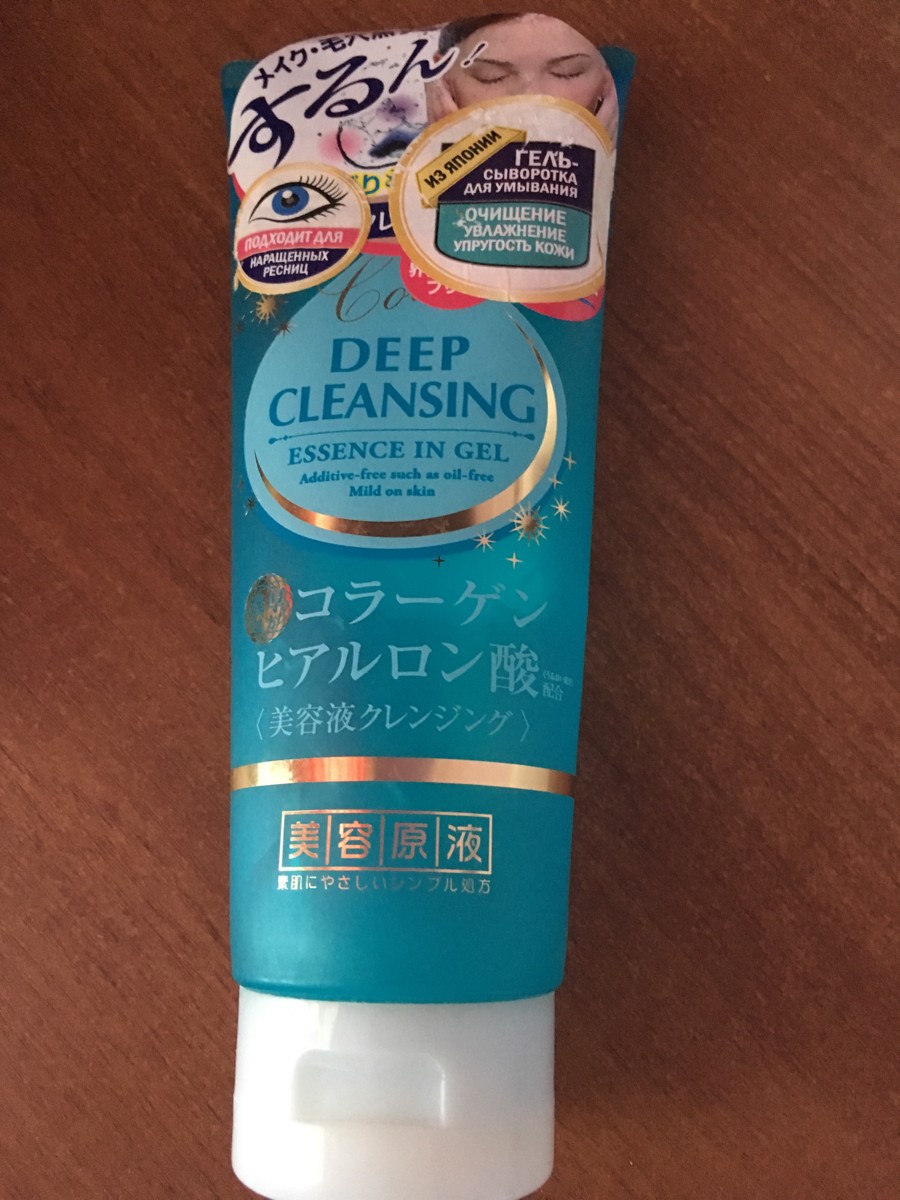 メイク・毛穴
するん!
ИЗ ЯПОНИИ
ГЕЛЬ-
СЫВОРОТКА
ДЛЯ УМЫВАНИЯ
ОЧИЩЕНИЕ
УВЛАЖНЕНИЕ
УПРУГОСТЬ КОЖИ
ПОДХОДИТ ДЛЯ
НАРАЩЕННЫХ
РЕСНИЦ
Co
DEEP
CLEANSING
ESSENCE IN GEL
Additive-free such as oil-free
Mild on skin
コラーゲン
ヒアルロン酸
配合
〈美容液クレンジング〉
美容原液
素肌にやさしいシンプル処方